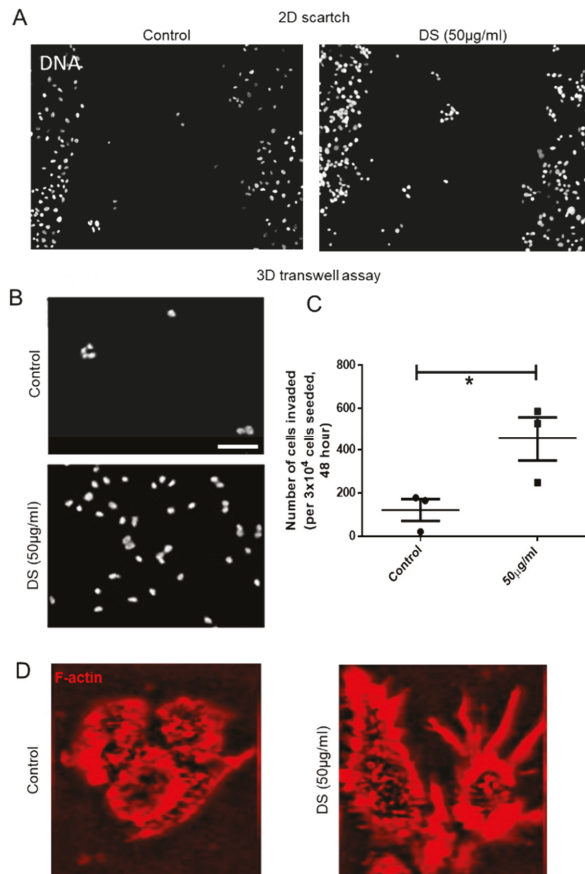 A
2D scartch
Control
DS (50µg/ml)
DNA
3D transwell assay
B
Control
DS (50µg/ml)
C
Number of cells invaded
(per 3x10⁴ cells seeded,
48 hour)
800
600
400
200
0
*
Control
50µg/ml
D
F-actin
Control
DS (50µg/ml)